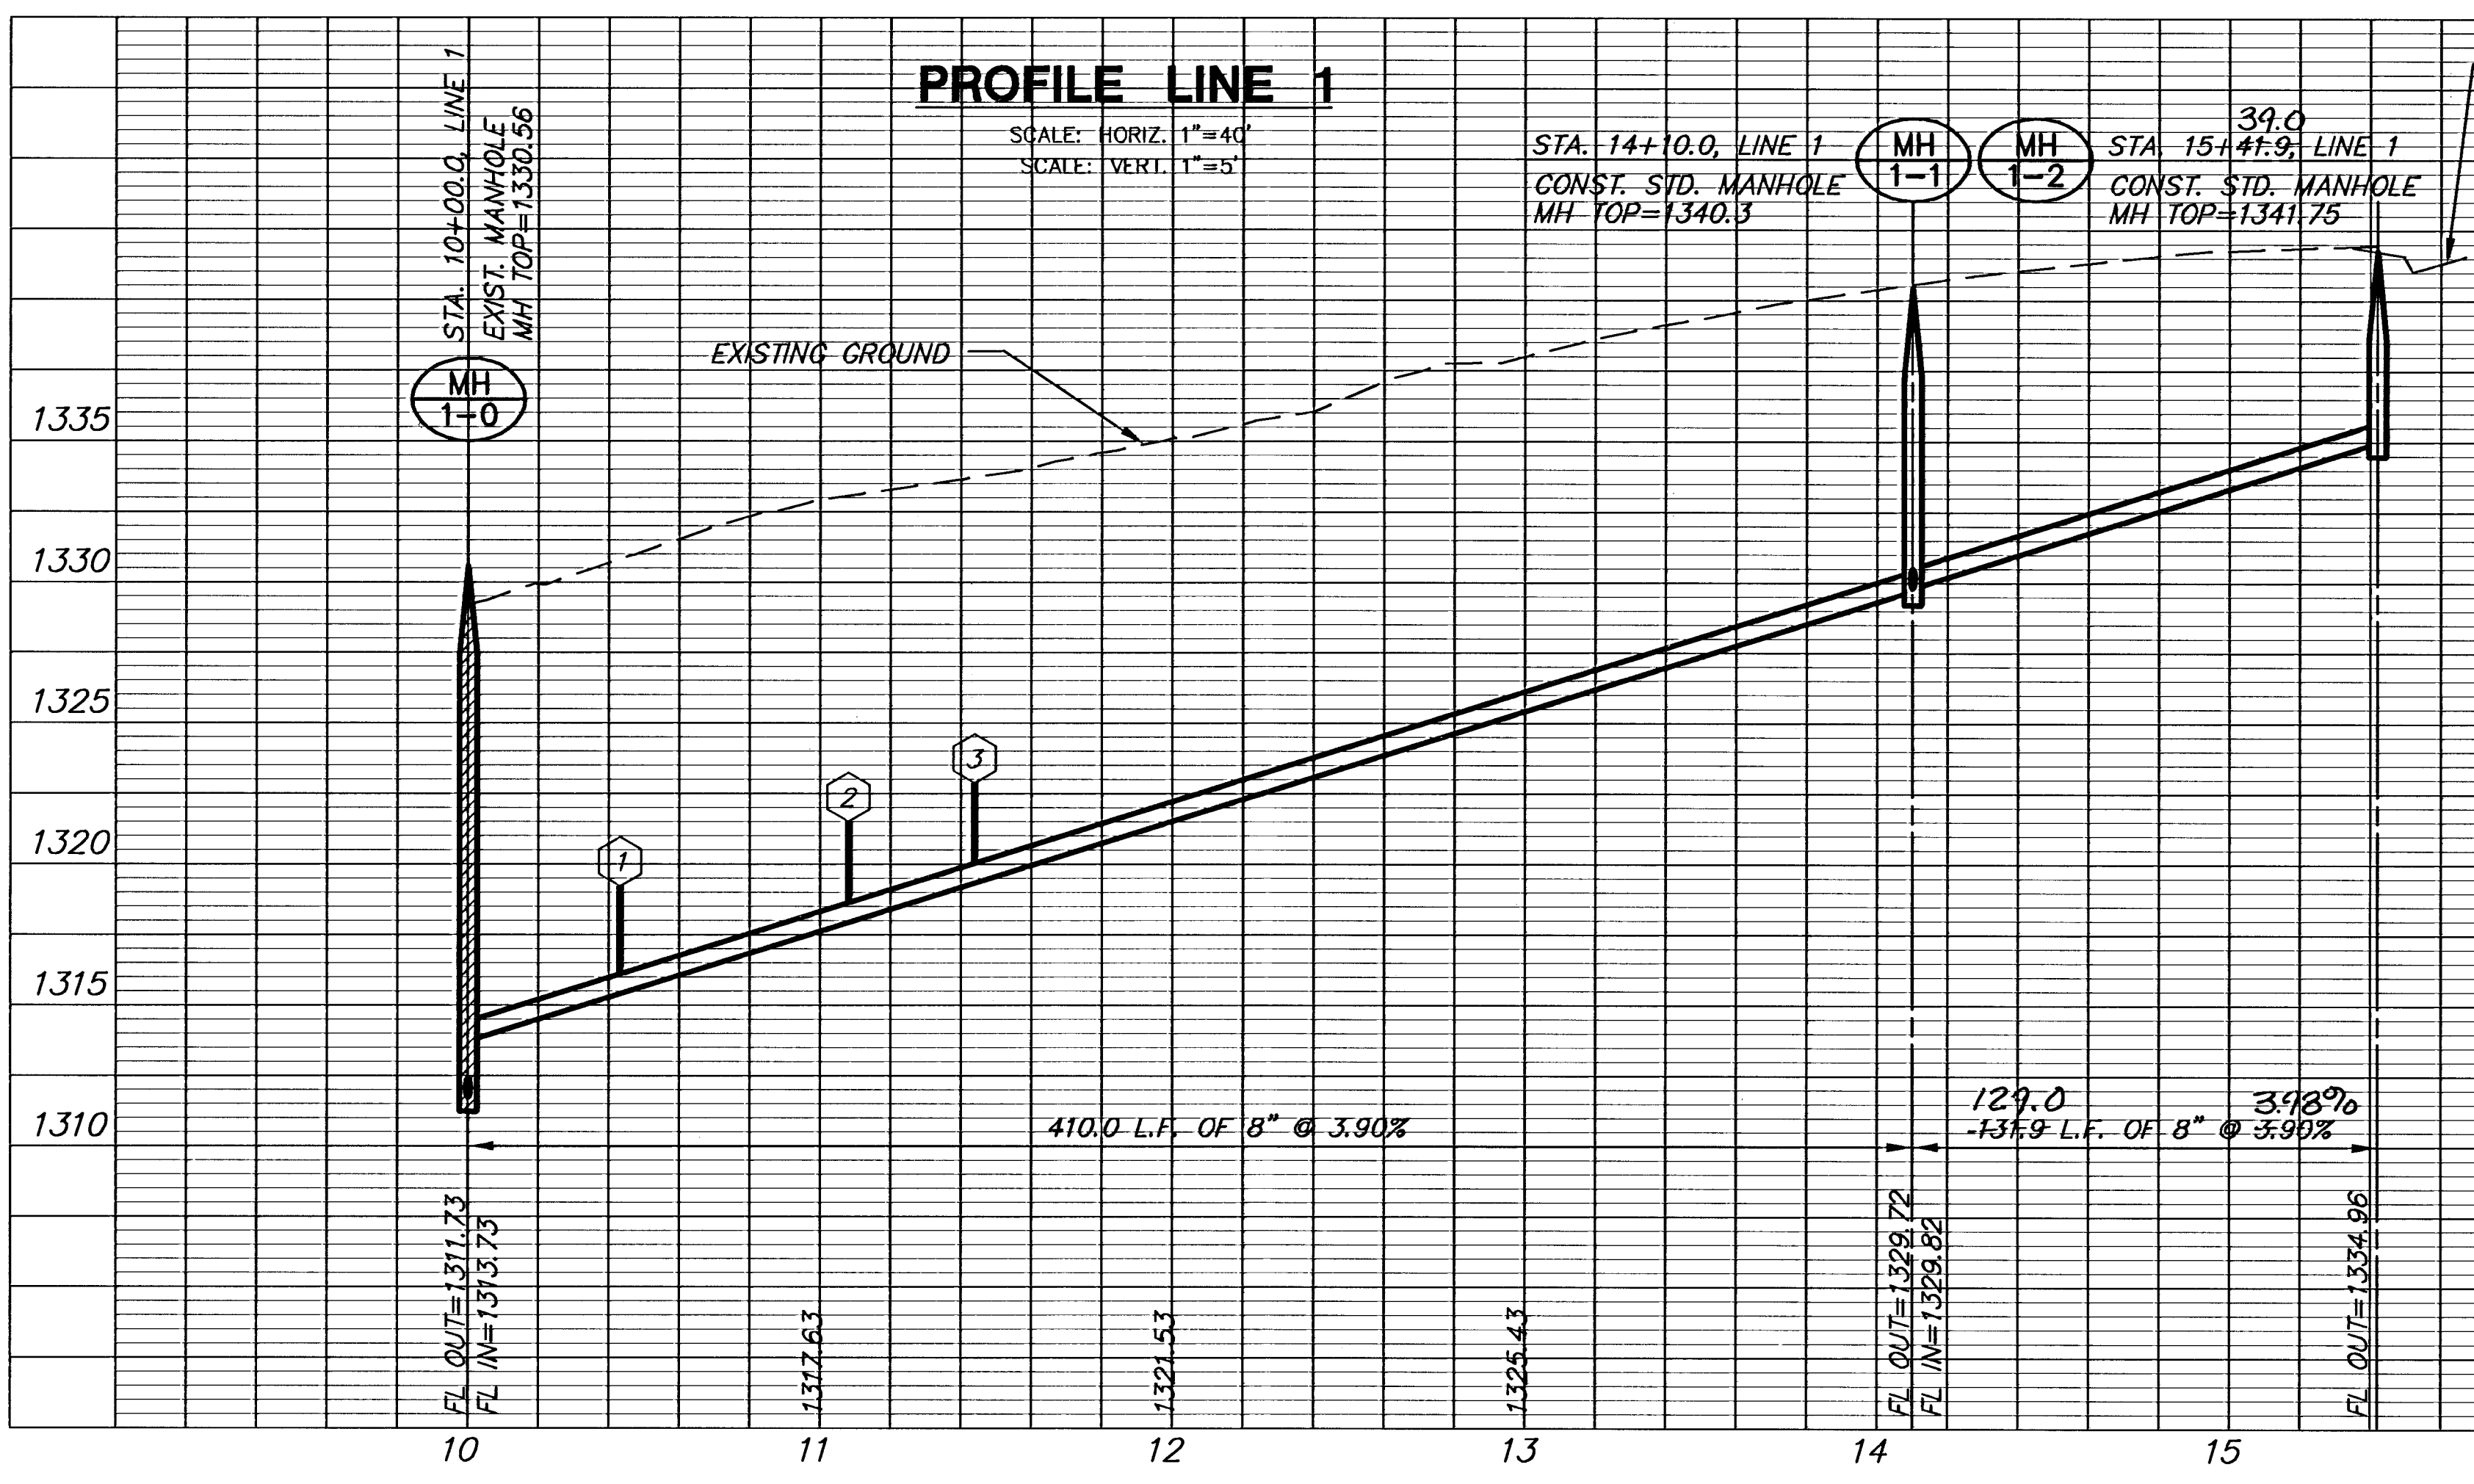 PROFILE LINE 1
SCALE: HORIZ. 1"=40'
SCALE: VERT. 1"=5'
STA. 10+00.0, LINE 1
EXIST. MANHOLE
MH TOP=1330.56
MH
1-0
EXISTING GROUND
STA. 14+10.0, LINE 1
CONST. STD. MANHOLE
MH TOP=1340.3
MH
1-1
MH
1-2
39.0
STA. 15+41.9, LINE 1
CONST. STD. MANHOLE
MH TOP=1341.75
1335
1330
1325
1320
1315
1310
1
2
3
410.0 L.F. OF 8" @ 3.90%
129.0
3.98%
131.9 L.F. OF 8" @ 3.90%
FL OUT=1311.73
FL IN=1313.73
1317.63
1321.53
1325.43
FL OUT=1329.72
FL IN=1329.82
FL OUT=1334.96
10
11
12
13
14
15